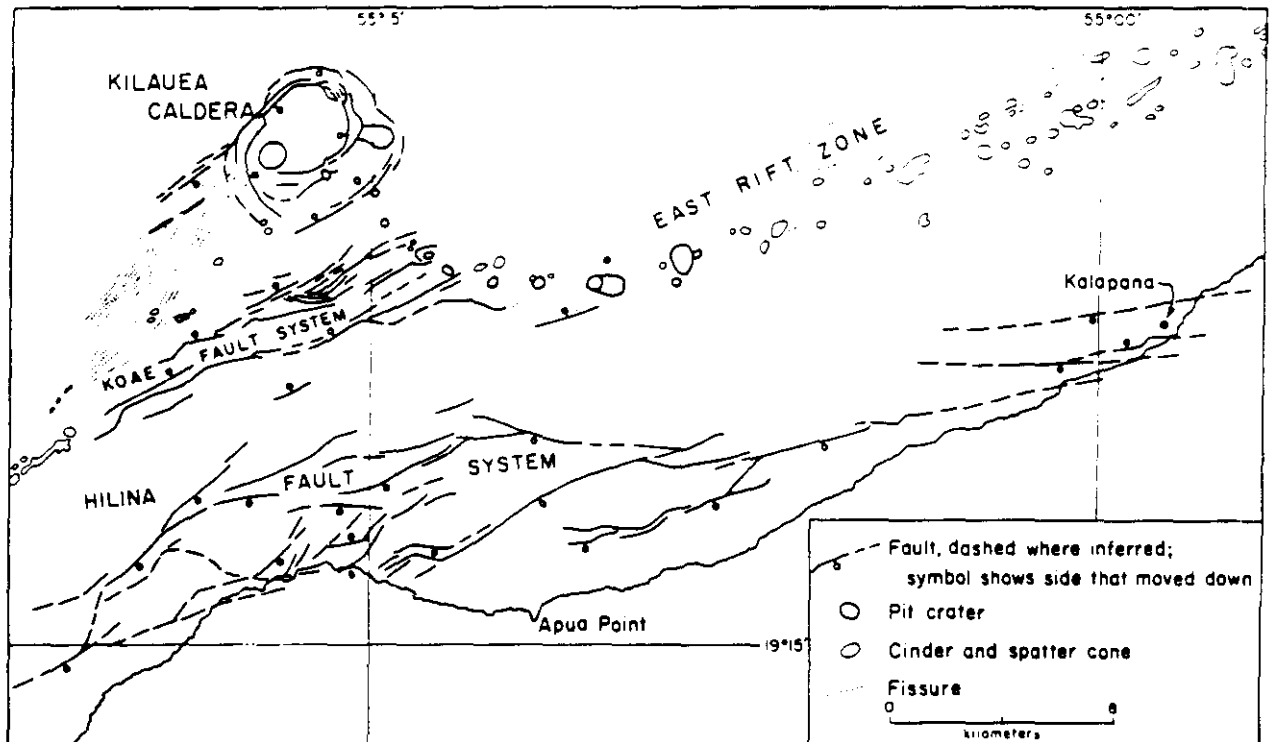 55° 5'
55° 00'
KILAUEA
CALDERA
EAST RIFT ZONE
Kalapana
KOAE FAULT SYSTEM
HILINA FAULT SYSTEM
Apua Point
19°15'
Fault, dashed where inferred;
symbol shows side that moved down
Pit crater
Cinder and spatter cone
Fissure
0
kilometers